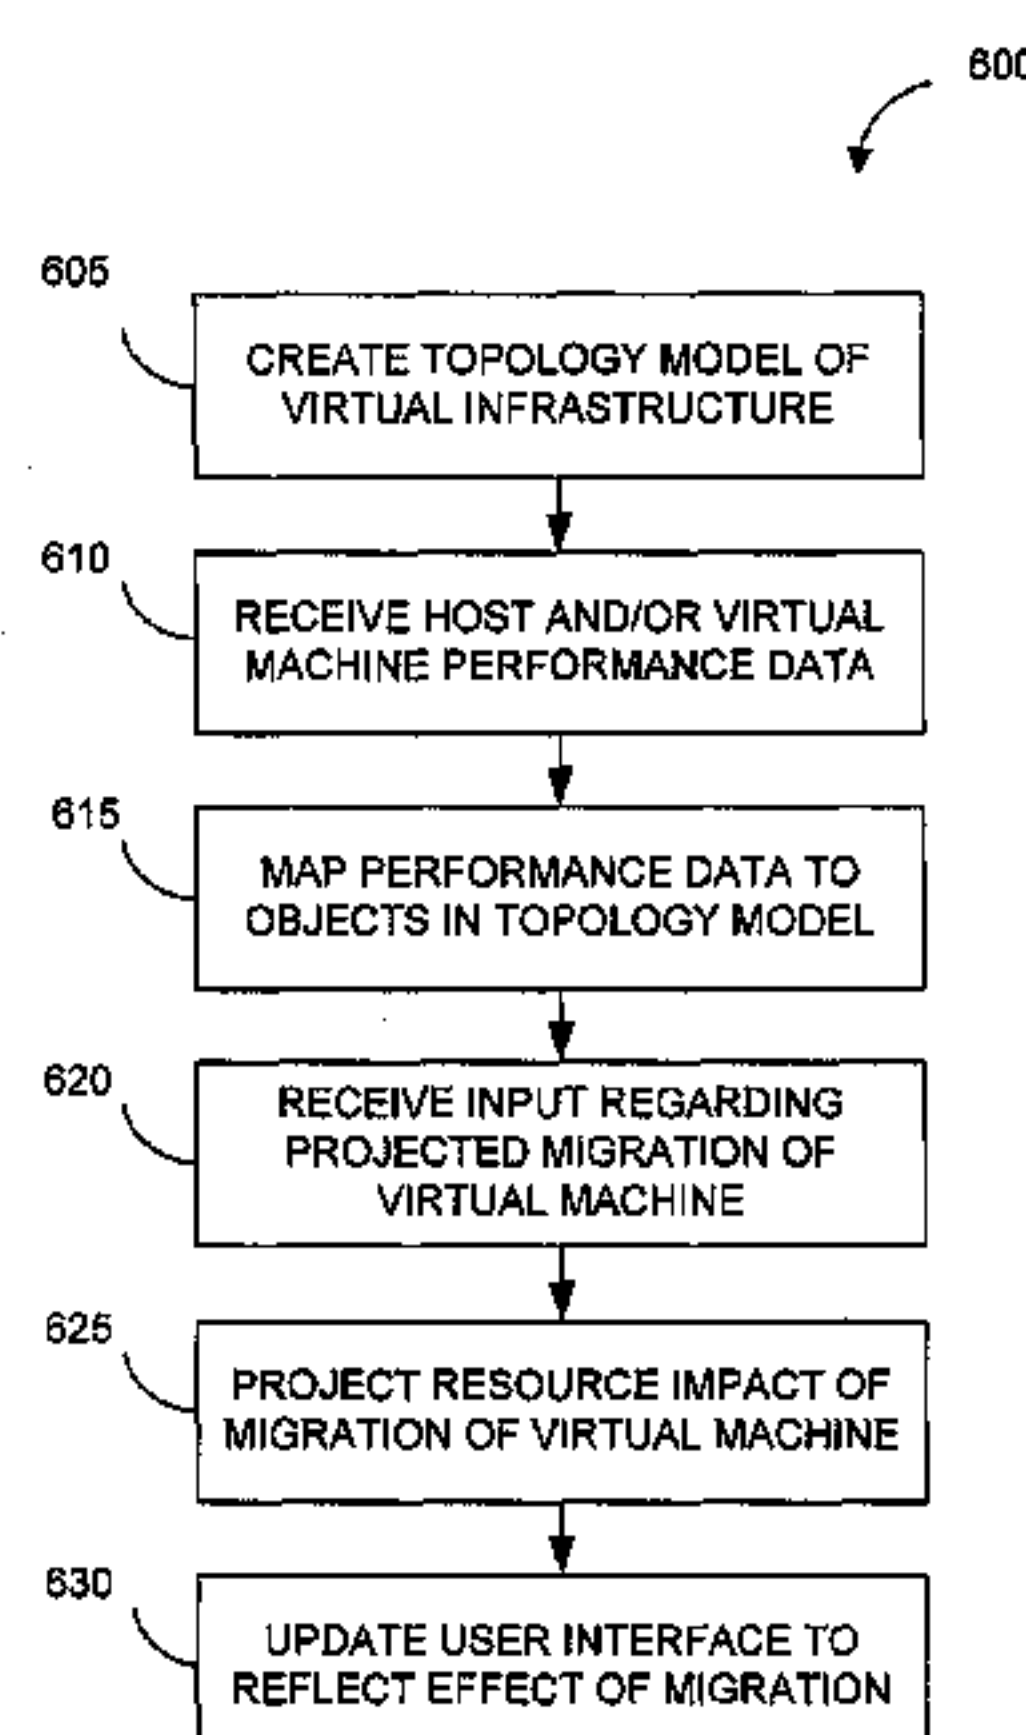 600
605
CREATE TOPOLOGY MODEL OF
VIRTUAL INFRASTRUCTURE
610
RECEIVE HOST AND/OR VIRTUAL
MACHINE PERFORMANCE DATA
615
MAP PERFORMANCE DATA TO
OBJECTS IN TOPOLOGY MODEL
620
RECEIVE INPUT REGARDING
PROJECTED MIGRATION OF
VIRTUAL MACHINE
625
PROJECT RESOURCE IMPACT OF
MIGRATION OF VIRTUAL MACHINE
630
UPDATE USER INTERFACE TO
REFLECT EFFECT OF MIGRATION